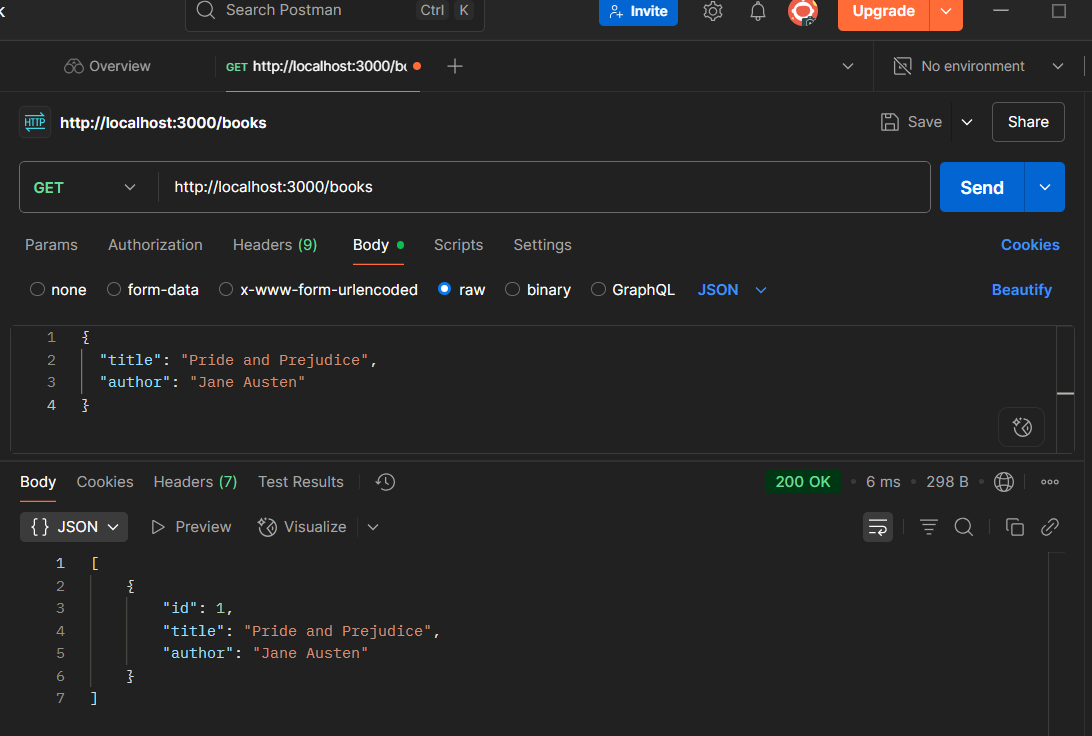 Search Postman Ctrl K Invite Upgrade
Overview GET http://localhost:3000/bo No environment
HTTP http://localhost:3000/books Save Share
GET http://localhost:3000/books Send
Params Authorization Headers (9) Body Scripts Settings Cookies
none form-data x-www-form-urlencoded raw binary GraphQL JSON Beautify
1 {
2 "title": "Pride and Prejudice",
3 "author": "Jane Austen"
4 }
Body Cookies Headers (7) Test Results 200 OK 6 ms 298 B
{} JSON Preview Visualize
1 [
2 {
3 "id": 1,
4 "title": "Pride and Prejudice",
5 "author": "Jane Austen"
6 }
7 ]